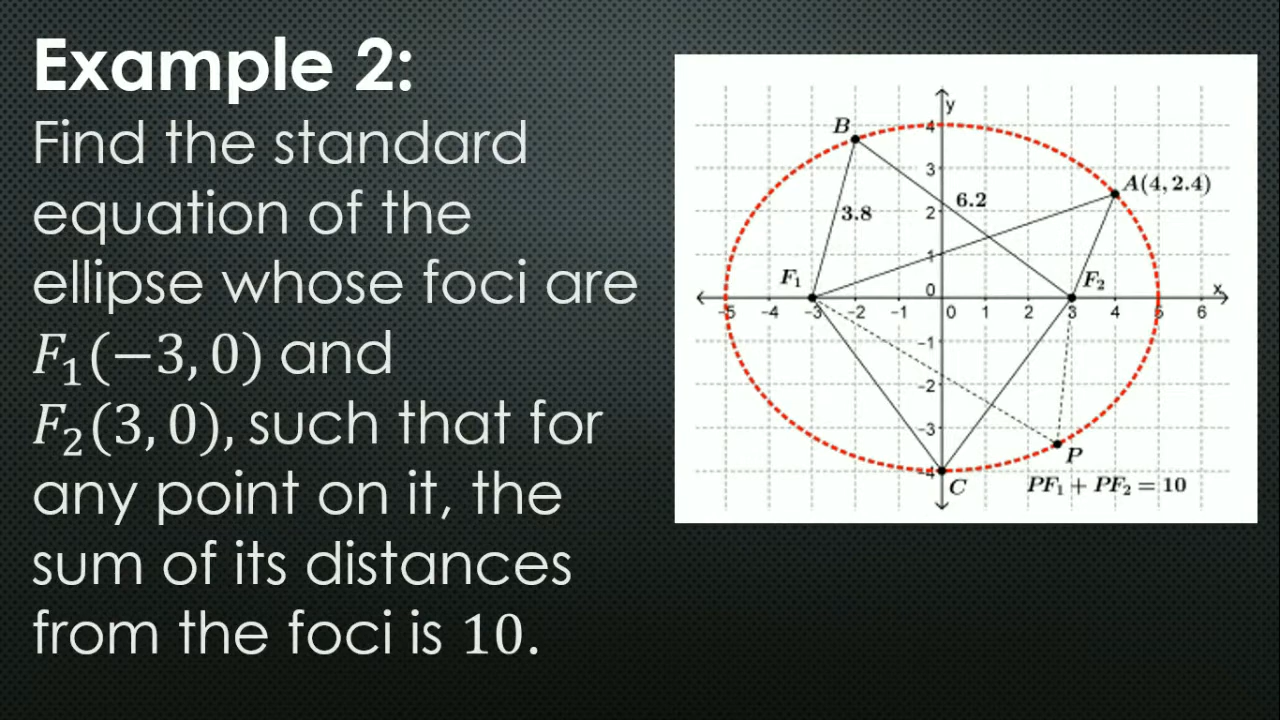 Example 2:
Find the standard
equation of the
ellipse whose foci are
F₁(−3, 0) and
F₂(3, 0), such that for
any point on it, the
sum of its distances
from the foci is 10.
y
B
4
3
A(4, 2.4)
3.8
6.2
2
1
F₁
0
F₂
x
-5 -4 -3 -2 -1 0 1 2 3 4 5 6
-1
-2
-3
P
-4
C
PF₁ + PF₂ = 10